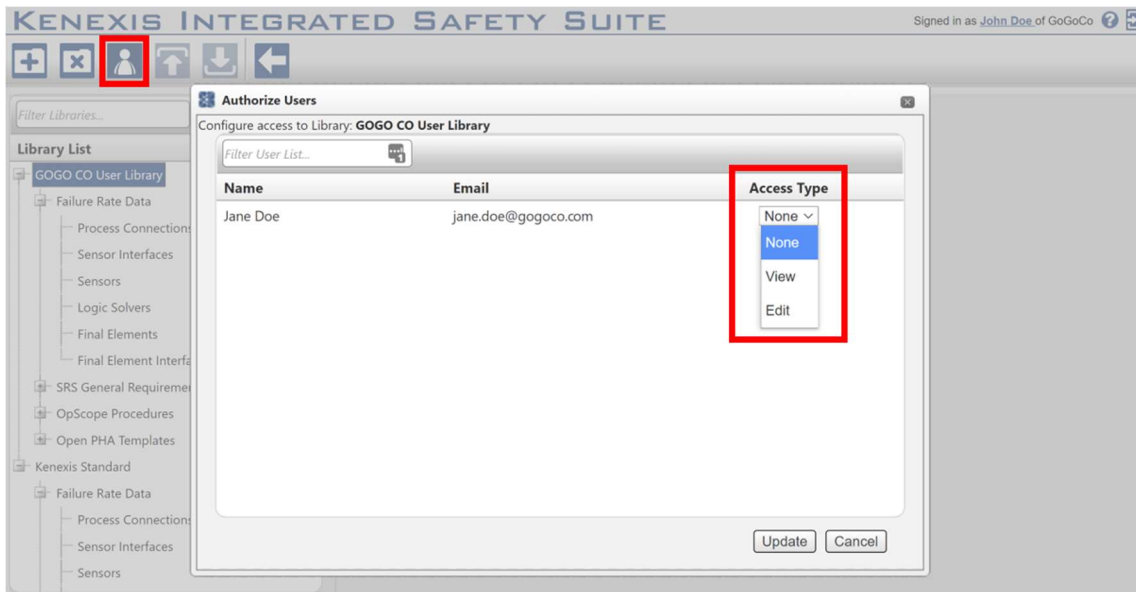 KENEXIS INTEGRATED SAFETY SUITE
Signed in as John Doe of GoGoCo
Filter Libraries...
Library List
GOGO CO User Library
Failure Rate Data
Process Connections
Sensor Interfaces
Sensors
Logic Solvers
Final Elements
Final Element Interfa
SRS General Requiremen
OpScope Procedures
Open PHA Templates
Kenexis Standard
Failure Rate Data
Process Connections
Sensor Interfaces
Sensors
Authorize Users
Configure access to Library: GOGO CO User Library
Filter User List...
Name Email Access Type
Jane Doe jane.doe@gogoco.com None
None
View
Edit
Update Cancel